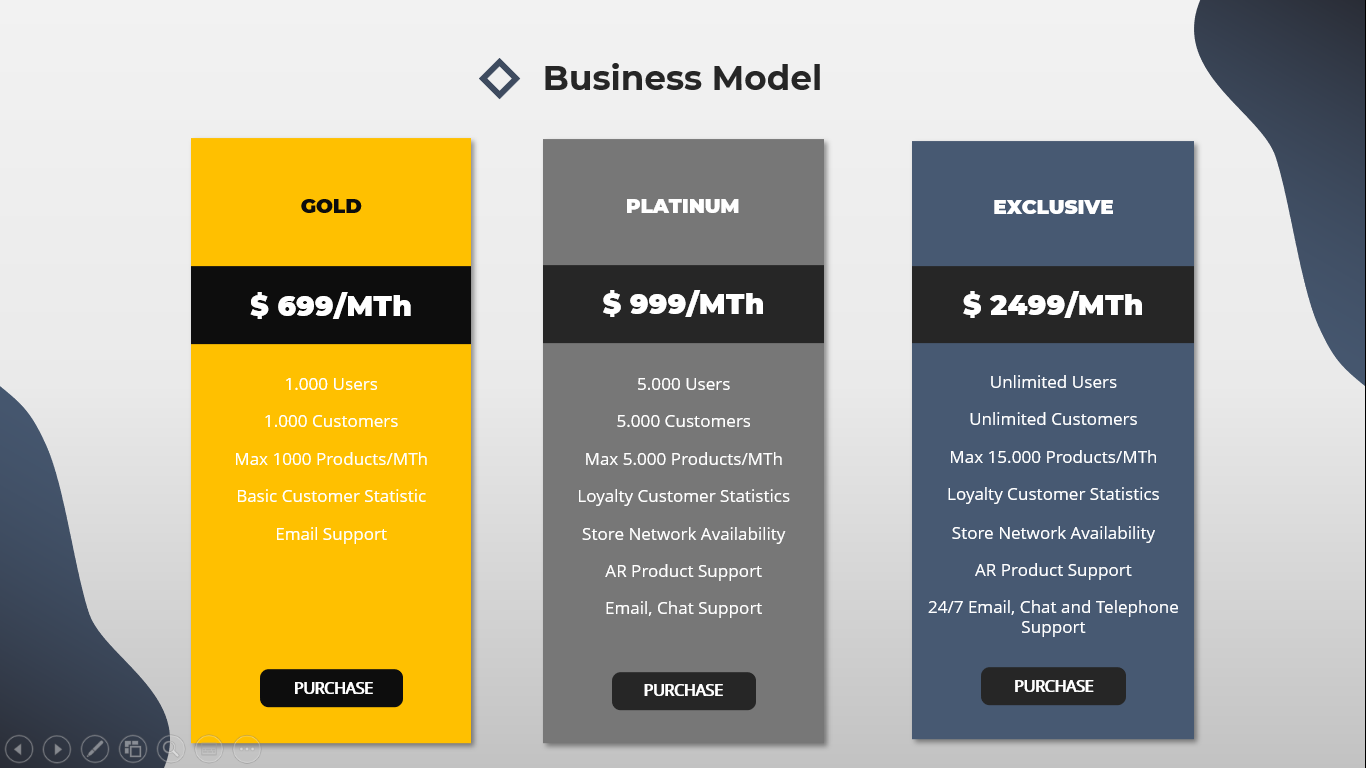 Business Model
GOLD
$ 699/MTh
1.000 Users
1.000 Customers
Max 1000 Products/MTh
Basic Customer Statistic
Email Support
PURCHASE
PLATINUM
$ 999/MTh
5.000 Users
5.000 Customers
Max 5.000 Products/MTh
Loyalty Customer Statistics
Store Network Availability
AR Product Support
Email, Chat Support
PURCHASE
EXCLUSIVE
$ 2499/MTh
Unlimited Users
Unlimited Customers
Max 15.000 Products/MTh
Loyalty Customer Statistics
Store Network Availability
AR Product Support
24/7 Email, Chat and Telephone
Support
PURCHASE